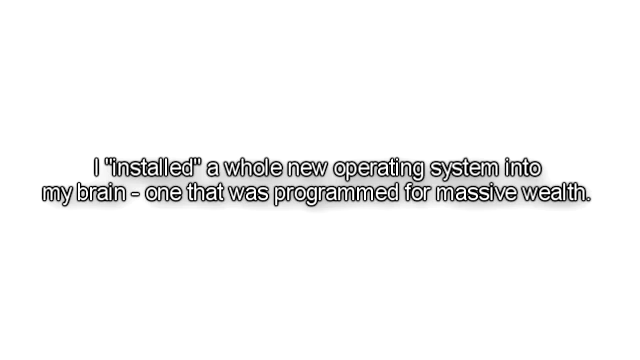 I "installed" a whole new operating system into
my brain - one that was programmed for massive wealth.